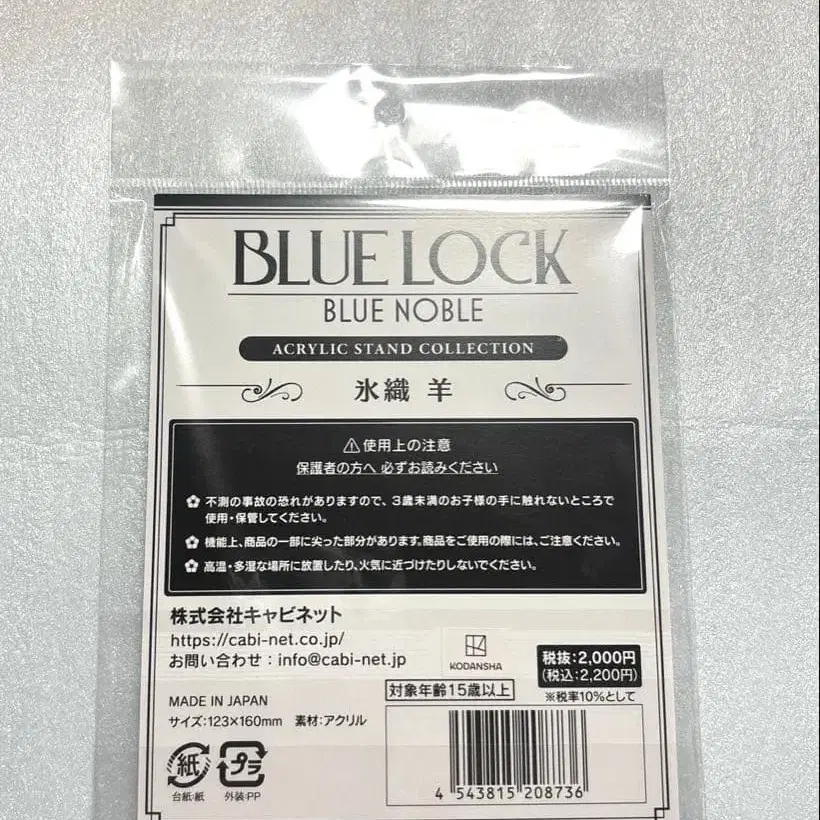 BLUE LOCK
BLUE NOBLE
ACRYLIC STAND COLLECTION
氷織 羊
⚠使用上の注意
保護者の方へ 必ずお読みください
✿ 不測の事故の恐れがありますので、3歳未満のお子様の手に触れないところで
使用・保管してください。
✿ 機能上、商品の一部に尖った部分があります。商品をご使用の際には、ご注意ください。
✿ 高温・多湿な場所に放置したり、火気に近づけたりしないでください。
株式会社キャビネット
https://cabi-net.co.jp/
お問い合わせ：info@cabi-net.jp
KODANSHA
税抜:2,000円
(税込:2,200円)
※税率10%として
対象年齢15歳以上
MADE IN JAPAN
サイズ:123×160mm 素材:アクリル
紙
台紙:紙
プラ
外装:PP
4 543815 208736